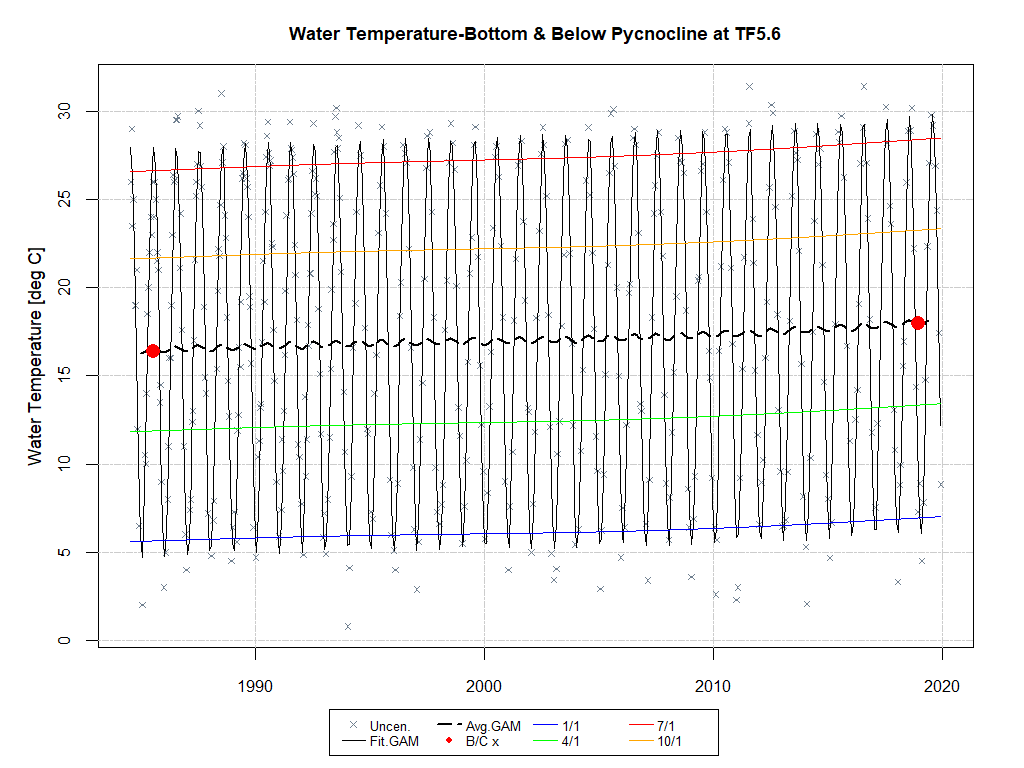 Water Temperature-Bottom & Below Pycnocline at TF5.6
Water Temperature [deg C]
30
25
20
15
10
5
0
1990 2000 2010 2020
Uncen. Avg.GAM 1/1 7/1
Fit.GAM B/C x 4/1 10/1